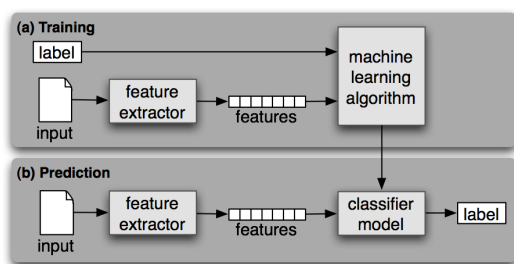 (a) Training
label
machine
learning
algorithm
feature
extractor
features
input
(b) Prediction
feature
extractor
features
classifier
model
label
input